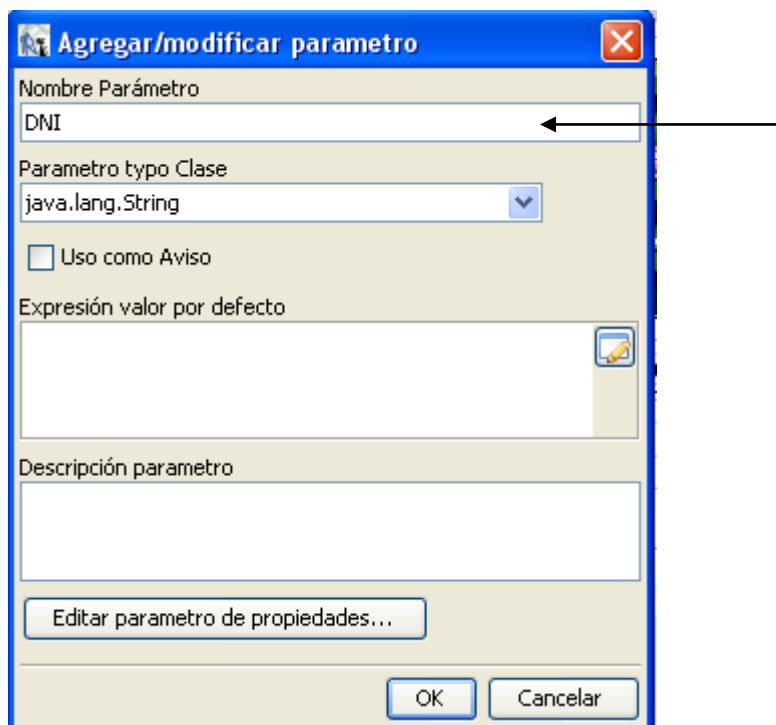 Agregar/modificar parametro
Nombre Parámetro
DNI
Parametro typo Clase
java.lang.String
Uso como Aviso
Expresión valor por defecto
Descripción parametro
Editar parametro de propiedades...
OK Cancelar